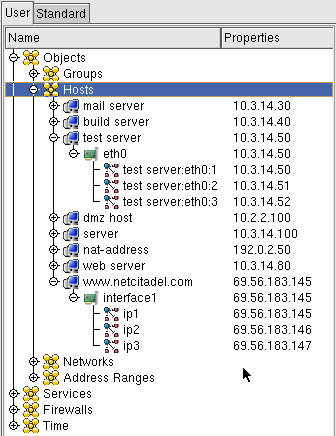 User Standard
Name Properties
Objects
Groups
Hosts
mail server 10.3.14.30
build server 10.3.14.40
test server 10.3.14.50
eth0 10.3.14.50
test server:eth0:1 10.3.14.50
test server:eth0:2 10.3.14.51
test server:eth0:3 10.3.14.52
dmz host 10.2.2.100
server 10.3.14.100
nat-address 192.0.2.50
web server 10.3.14.80
www.netcitadel.com 69.56.183.145
interface1 69.56.183.145
ip1 69.56.183.145
ip2 69.56.183.146
ip3 69.56.183.147
Networks
Address Ranges
Services
Firewalls
Time